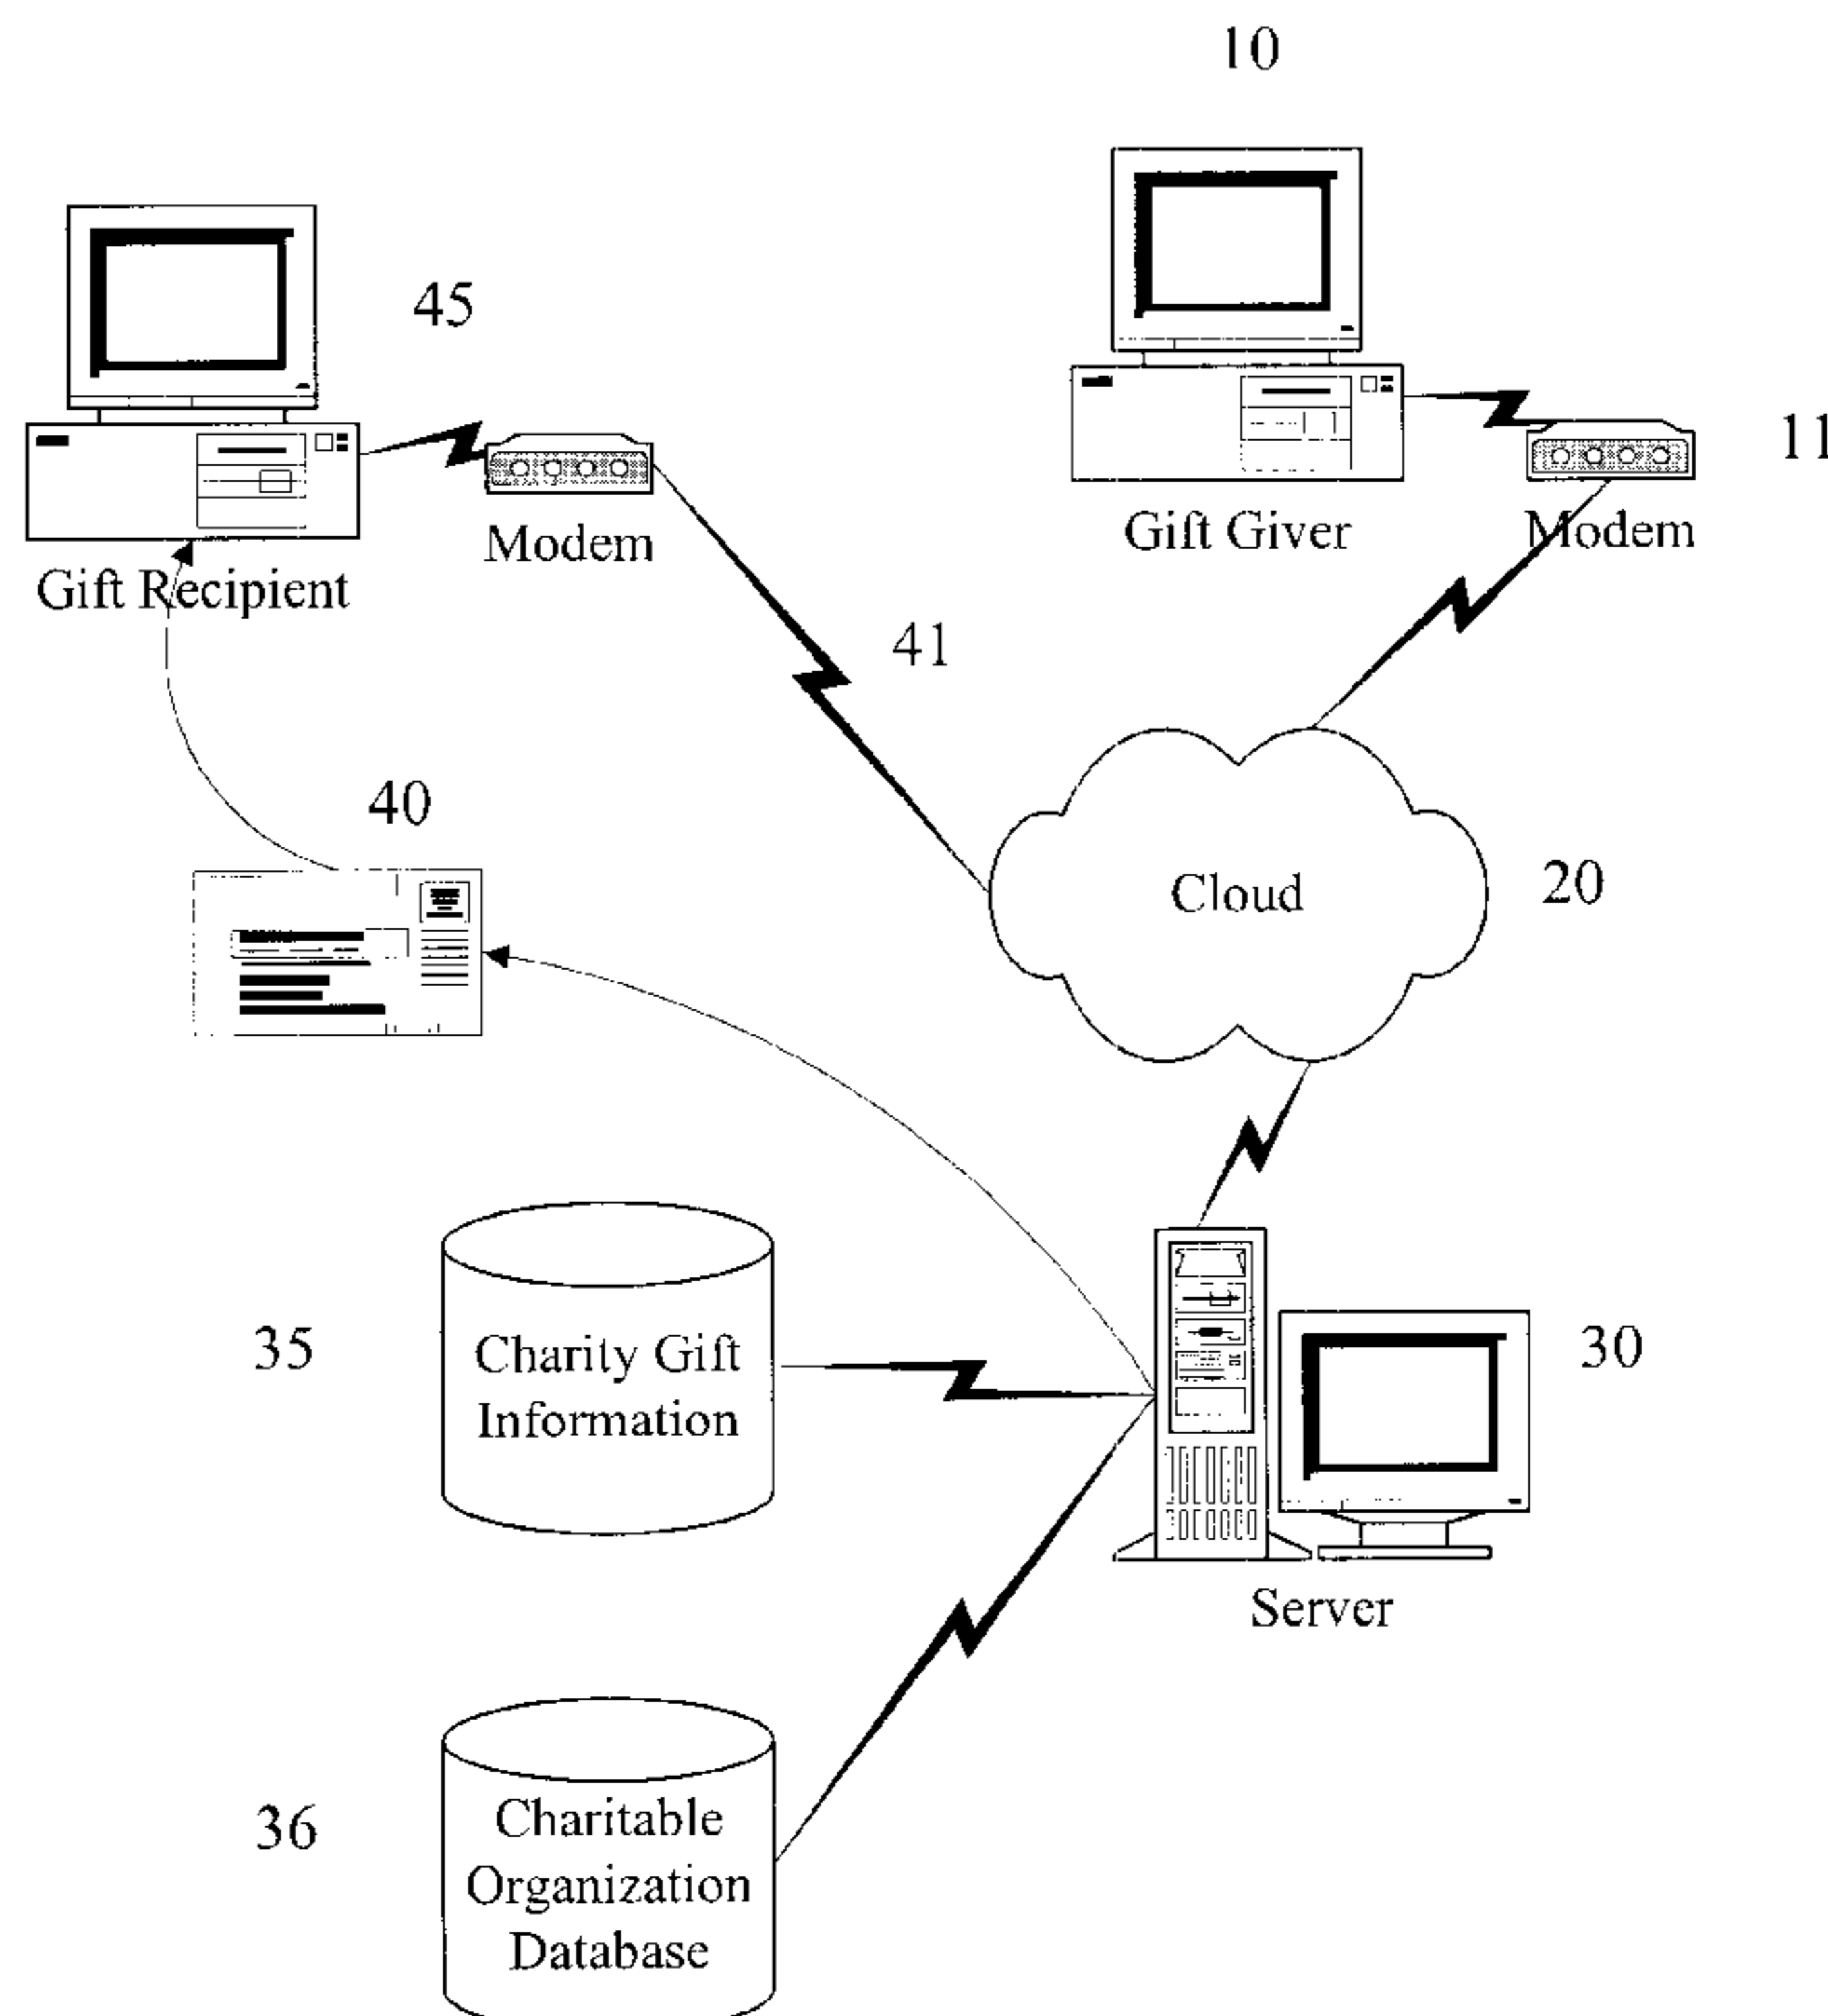 10
45
11
Gift Giver
Modem
Modem
Gift Recipient
41
40
Cloud
20
35
Charity Gift
Information
30
Server
36
Charitable
Organization
Database